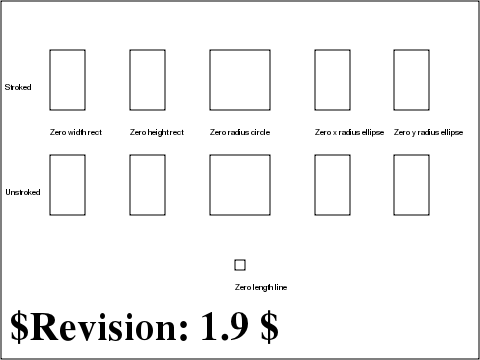 Stroked
Zero width rect
Zero height rect
Zero radius circle
Zero x radius ellipse
Zero y radius ellipse
Unstroked
Zero length line
$Revision: 1.9 $